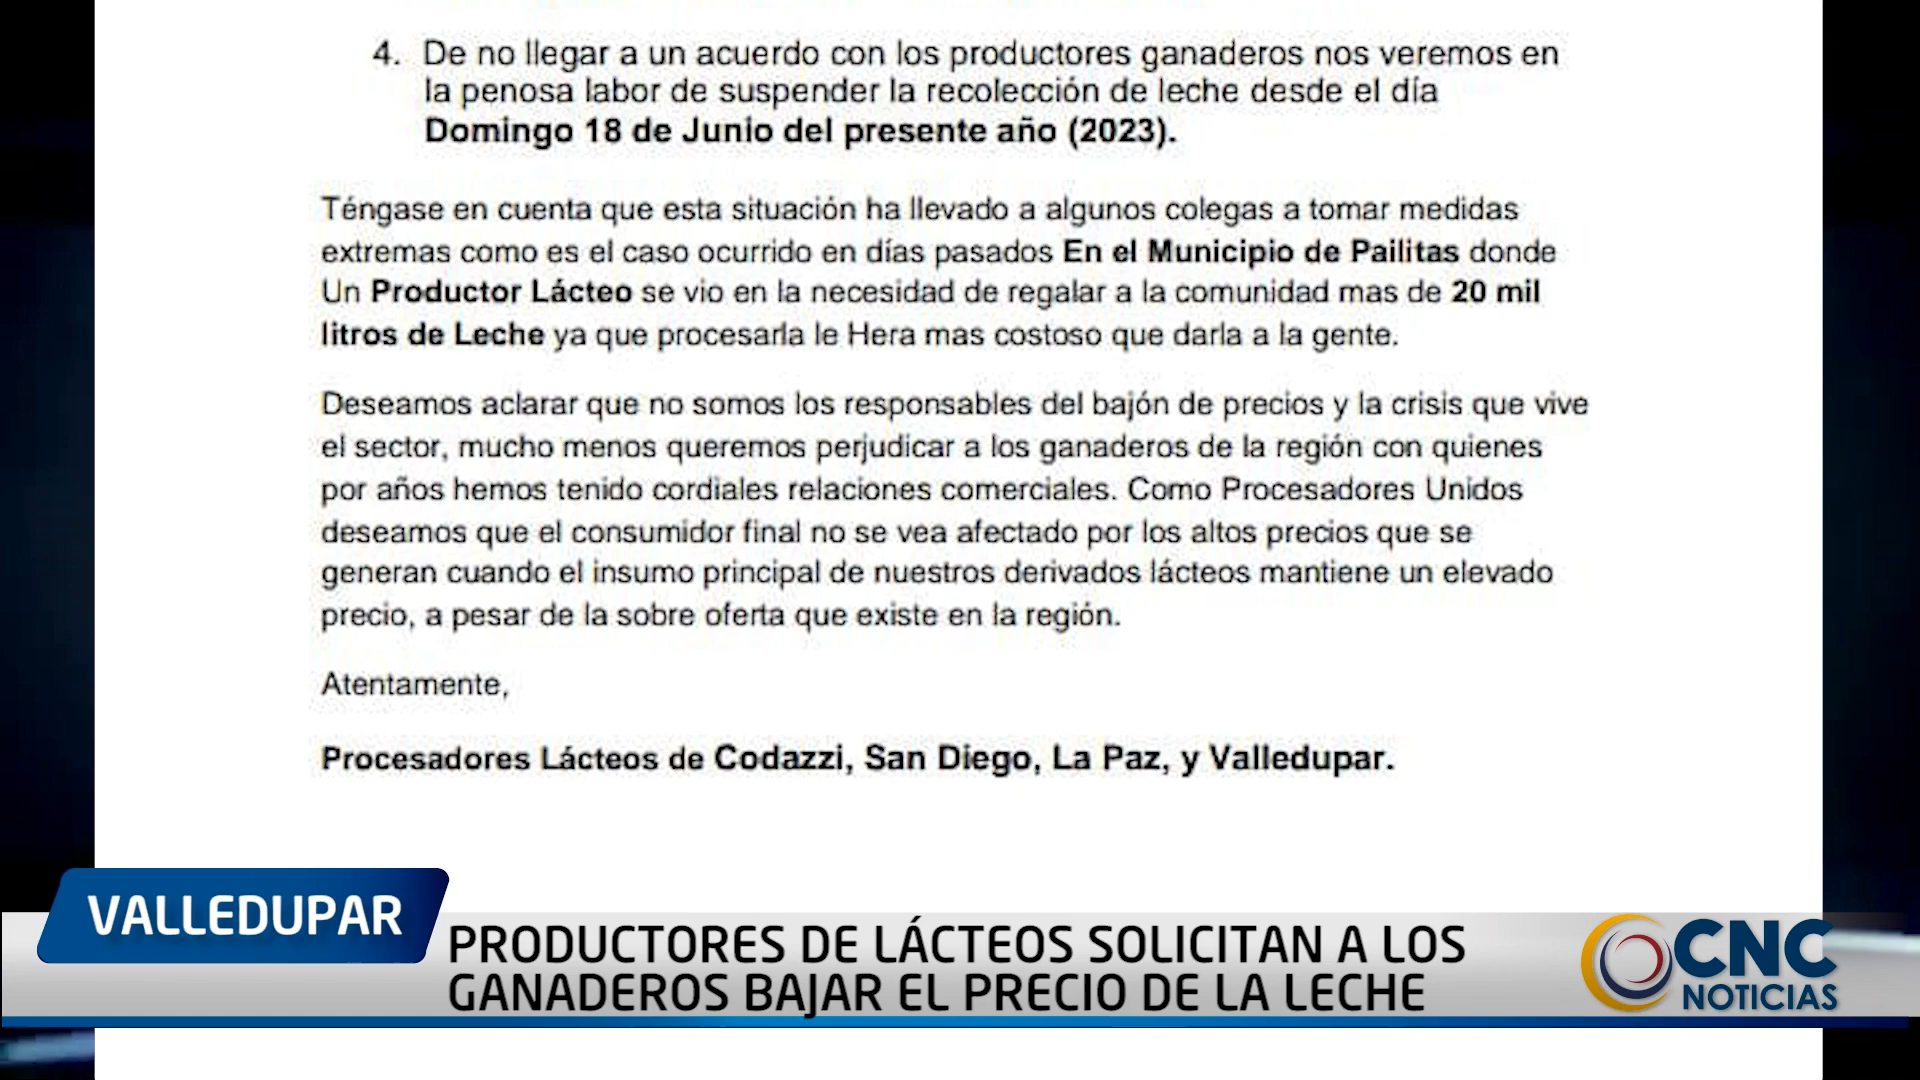 4. De no llegar a un acuerdo con los productores ganaderos nos veremos en
la penosa labor de suspender la recolección de leche desde el día
Domingo 18 de Junio del presente año (2023).
Téngase en cuenta que esta situación ha llevado a algunos colegas a tomar medidas
extremas como es el caso ocurrido en días pasados En el Municipio de Pailitas donde
Un Productor Lácteo se vio en la necesidad de regalar a la comunidad mas de 20 mil
litros de Leche ya que procesarla le Hera mas costoso que darla a la gente.
Deseamos aclarar que no somos los responsables del bajón de precios y la crisis que vive
el sector, mucho menos queremos perjudicar a los ganaderos de la región con quienes
por años hemos tenido cordiales relaciones comerciales. Como Procesadores Unidos
deseamos que el consumidor final no se vea afectado por los altos precios que se
generan cuando el insumo principal de nuestros derivados lácteos mantiene un elevado
precio, a pesar de la sobre oferta que existe en la región.
Atentamente,
Procesadores Lácteos de Codazzi, San Diego, La Paz, y Valledupar.
VALLEDUPAR
PRODUCTORES DE LÁCTEOS SOLICITAN A LOS
GANADEROS BAJAR EL PRECIO DE LA LECHE
CNC
NOTICIAS